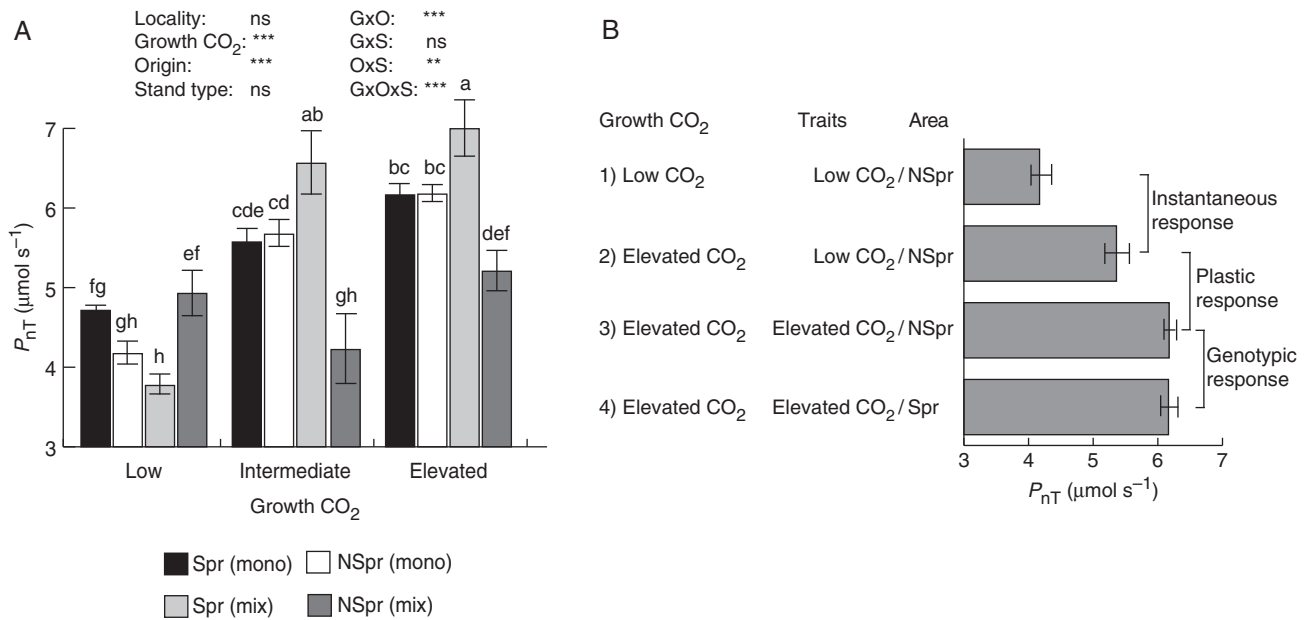 A
Locality: ns GxO: ***
Growth CO2: *** GxS: ns
Origin: *** OxS: **
Stand type: ns GxOxS: ***
PnT (µmol s–1)
7
6
5
4
3
fg
gh
h
ef
cde
cd
ab
gh
bc
bc
a
def
Low Intermediate Elevated
Growth CO2
Spr (mono) NSpr (mono)
Spr (mix) NSpr (mix)
B
Growth CO2 Traits Area
1) Low CO2 Low CO2 / NSpr
2) Elevated CO2 Low CO2 / NSpr
3) Elevated CO2 Elevated CO2 / NSpr
4) Elevated CO2 Elevated CO2 / Spr
Instantaneous
response
Plastic
response
Genotypic
response
3 4 5 6 7
PnT (µmol s–1)